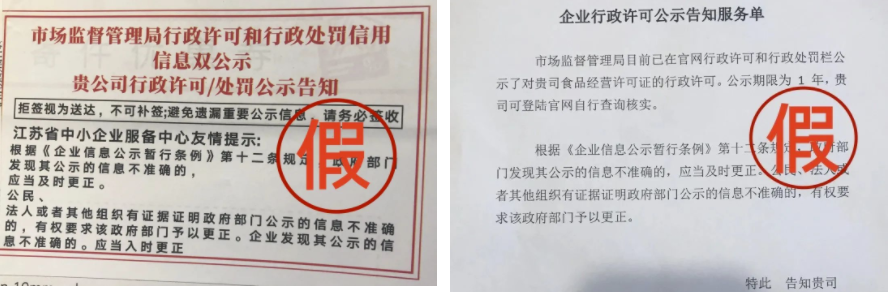 市场监督管理局行政许可和行政处罚信用
信息双公示
贵公司行政许可/处罚公示告知
拒签视为送达，不可补签;避免遗漏重要公示信息，请务必签收
江苏省中小企业服备中心友情提示:
根据《企业信息公示暂行条例》第十二条规定，政府部门
发现其公示的信息不准确的，
应当及时更正。
公民、
法人或者其他组织有证据证明政府部门公示的信息不准确
的，有权要求该政府部门予以更正。企业发现其公示的信
息不准确的。应当入时更正
假
企业行政许可公示告知服务单
市场监督管理局目前已在官网行政许可和行政处罚栏公
示了对贵司食品经营许可证的行政许可。公示期限为 1 年，贵
司可登陆官网自行查询核实。
根据《企业信息公示暂行条例》第十二条规定，政府部
门发现其公示的信息不准确的，应当及时更正。公民、法人或
者其他组织有证据证明政府部门公示的信息不准确的，有权要
求该政府部门予以更正。
特此 告知贵司
假